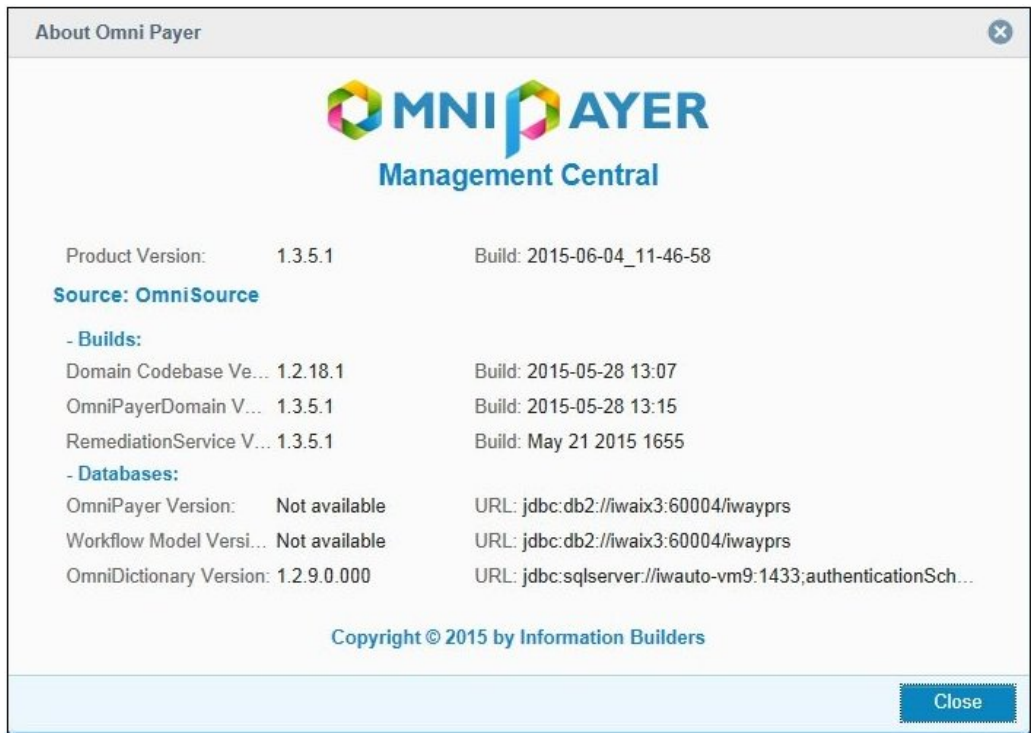 About Omni Payer
OMNIPAYER
Management Central
Product Version: 1.3.5.1 Build: 2015-06-04_11-46-58
Source: OmniSource
- Builds:
Domain Codebase Ve... 1.2.18.1 Build: 2015-05-28 13:07
OmniPayerDomain V... 1.3.5.1 Build: 2015-05-28 13:15
RemediationService V... 1.3.5.1 Build: May 21 2015 1655
- Databases:
OmniPayer Version: Not available URL: jdbc:db2://iwaix3:60004/iwayprs
Workflow Model Versi... Not available URL: jdbc:db2://iwaix3:60004/iwayprs
OmniDictionary Version: 1.2.9.0.000 URL: jdbc:sqlserver://iwauto-vm9:1433;authenticationSch...
Copyright © 2015 by Information Builders
Close